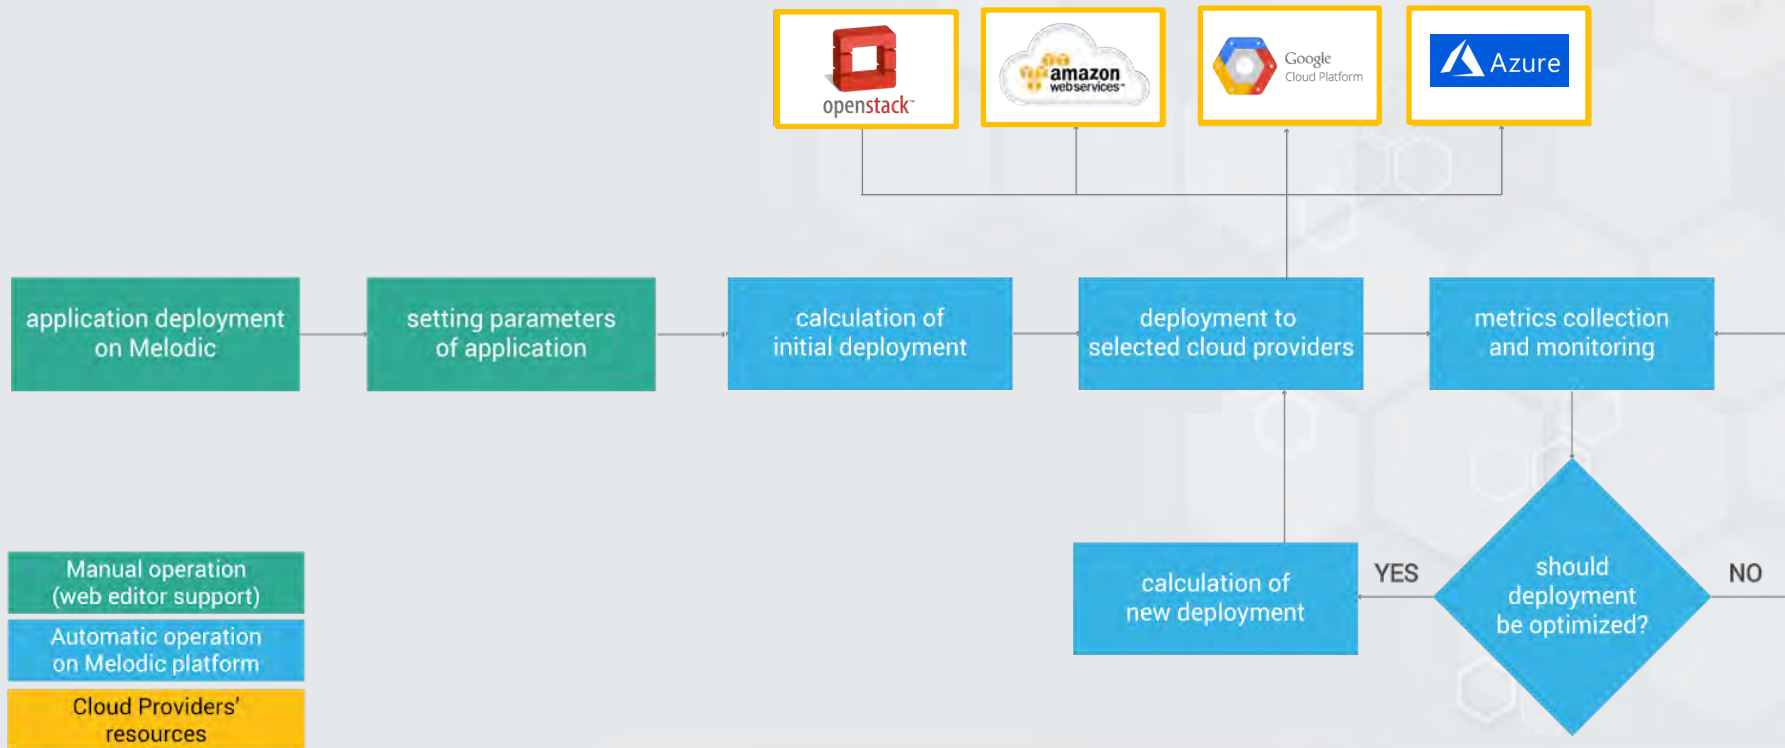 openstack™
amazon
webservices™
Google
Cloud Platform
Azure
application deployment
on Melodic
setting parameters
of application
calculation of
initial deployment
deployment to
selected cloud providers
metrics collection
and monitoring
calculation of
new deployment
YES
should
deployment
be optimized?
NO
Manual operation
(web editor support)
Automatic operation
on Melodic platform
Cloud Providers'
resources